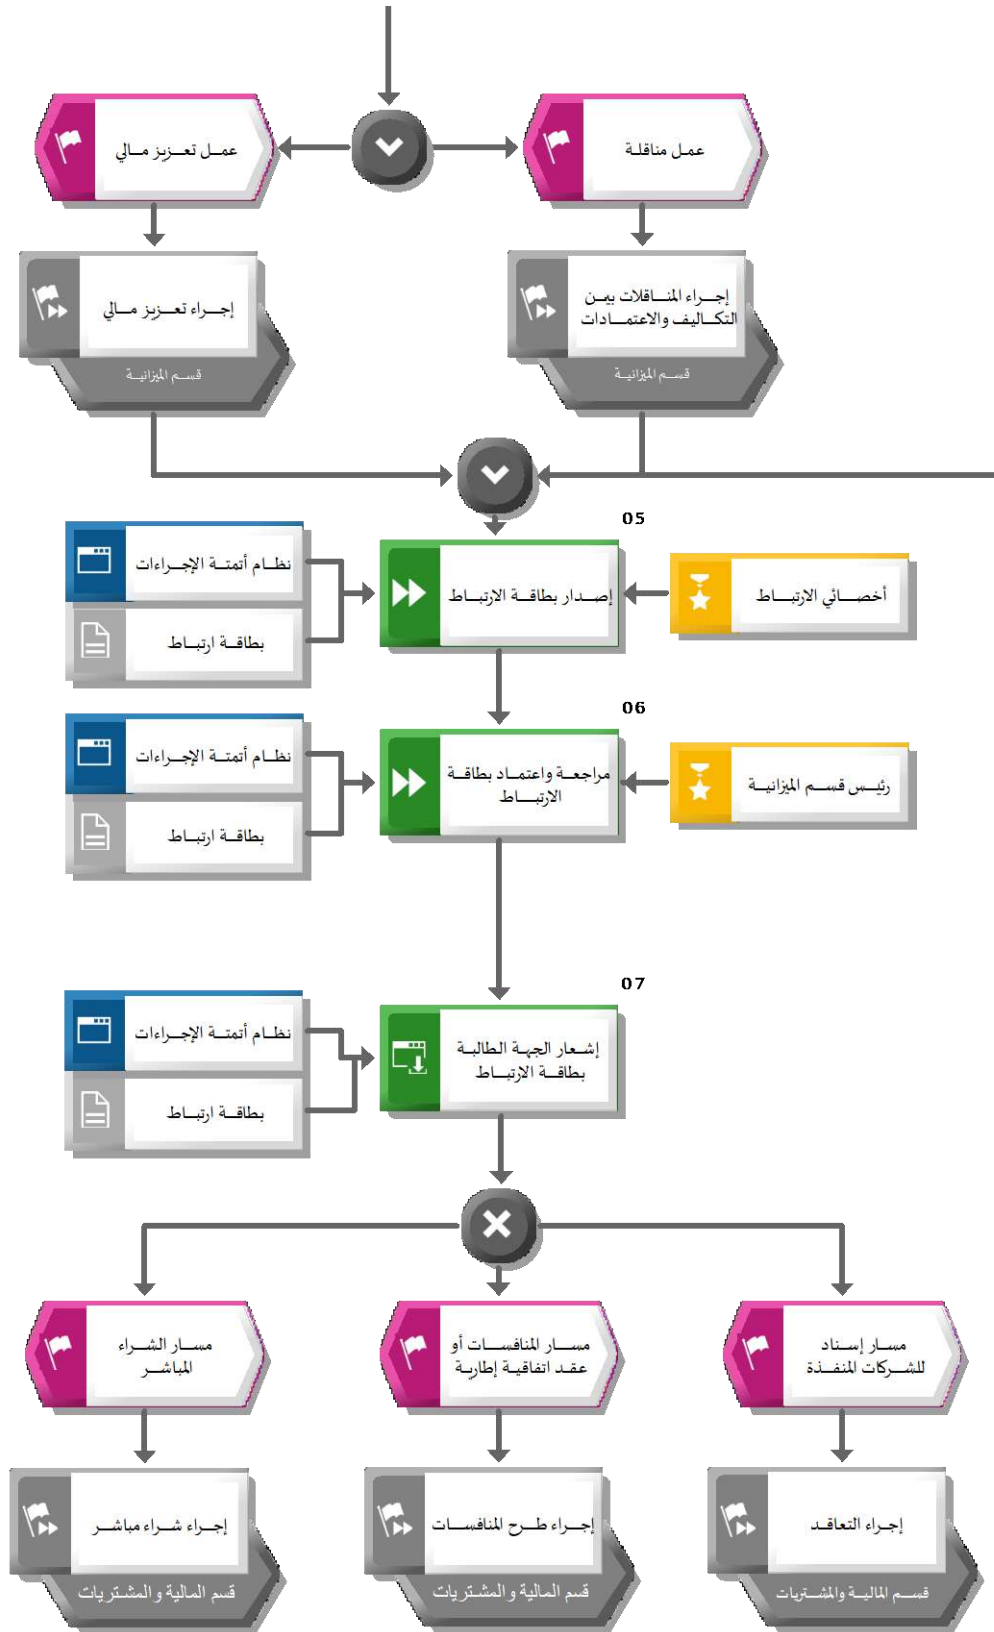 عمل مناقلة
عمل تعزيز مالي
إجراء المناقلات بين
التكاليف والاعتمادات
قسم الميزانية
إجراء تعزيز مالي
قسم الميزانية
05
أخصائي الارتباط
إصدار بطاقة الارتباط
نظام أتمتة الإجراءات
بطاقة ارتباط
06
رئيس قسم الميزانية
مراجعة واعتماد بطاقة
الارتباط
نظام أتمتة الإجراءات
بطاقة ارتباط
07
إشعار الجهة الطالبة
بطاقة الارتباط
نظام أتمتة الإجراءات
بطاقة ارتباط
مسار إسناد
للشركات المنفذة
مسار المنافسات أو
عقد اتفاقية إطارية
مسار الشراء
المباشر
إجراء التعاقد
قسم المالية والمشتريات
إجراء طرح المنافسات
قسم المالية والمشتريات
إجراء شراء مباشر
قسم المالية والمشتريات